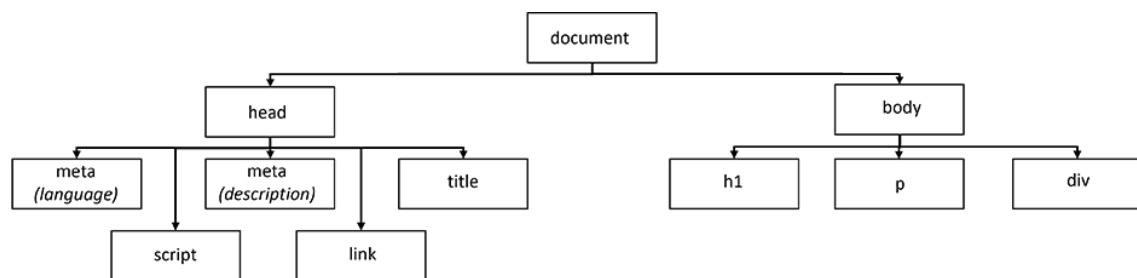 document
head
body
meta
(language)
meta
(description)
title
h1
p
div
script
link